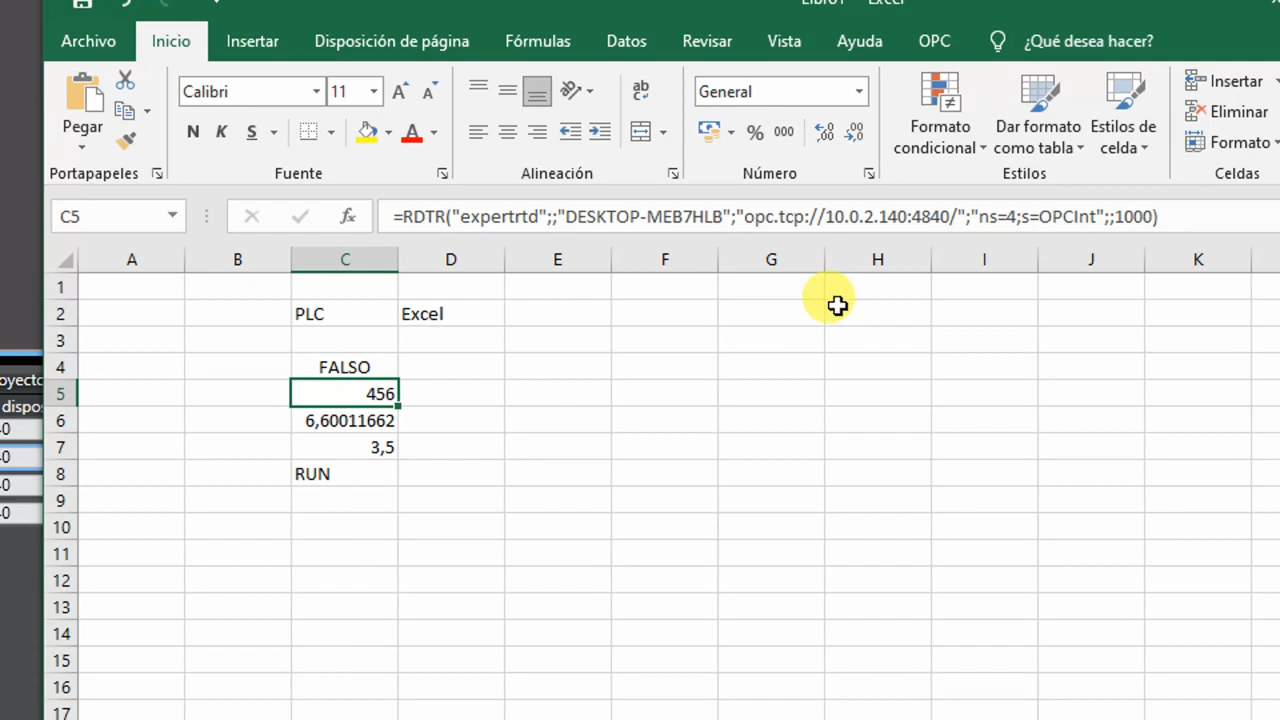 Libro1 - Excel
Archivo Inicio Insertar Disposición de página Fórmulas Datos Revisar Vista Ayuda OPC ¿Qué desea hacer?
Pegar
Calibri 11
N K S
ab
c
General
% 000
Formato
condicional
Dar formato
como tabla
Estilos de
celda
Insertar
Eliminar
Formato
Portapapeles Fuente Alineación Número Estilos Celdas
C5 fx =RDTR("expertrtd";;"DESKTOP-MEB7HLB";"opc.tcp://10.0.2.140:4840/";"ns=4;s=OPCInt";;1000)
A B C D E F G H I J K
1
2 PLC Excel
3
4 FALSO
5 456
6 6,60011662
7 3,5
8 RUN
9
10
11
12
13
14
15
16
17